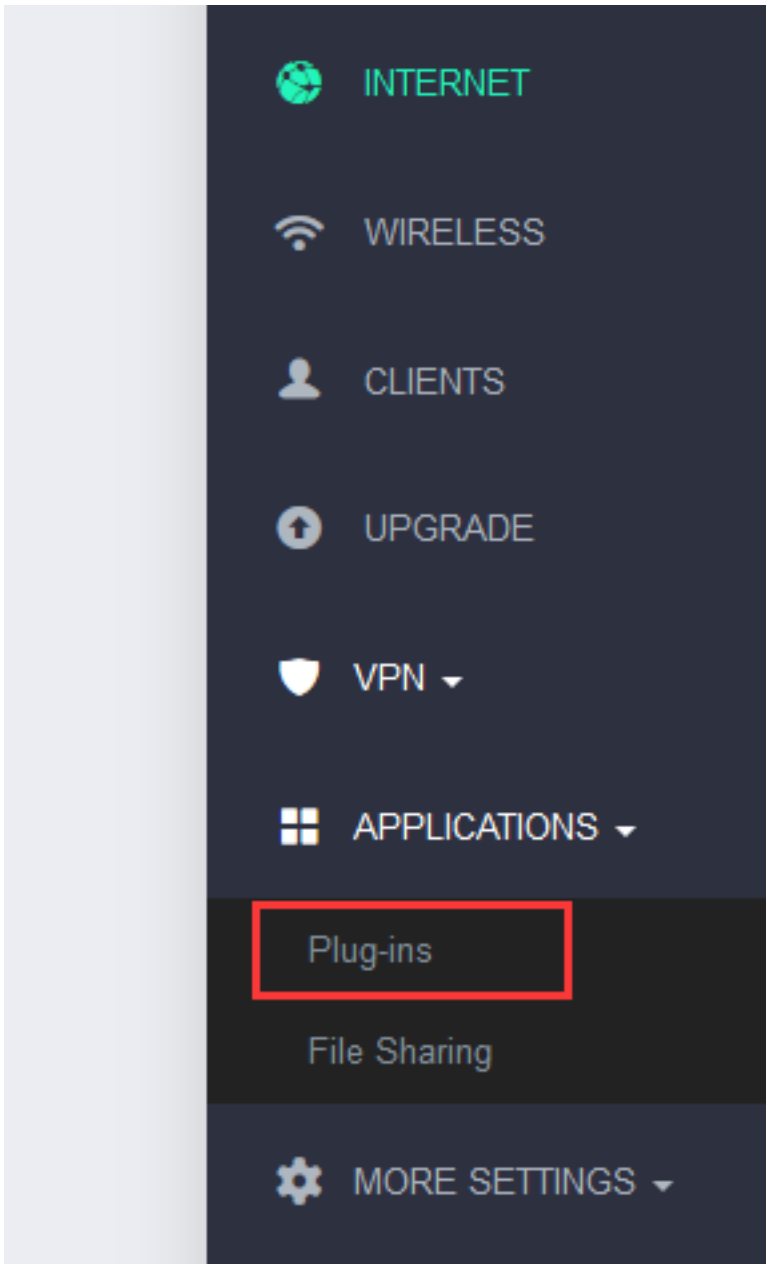 INTERNET
WIRELESS
CLIENTS
UPGRADE
VPN
APPLICATIONS
Plug-ins
File Sharing
MORE SETTINGS